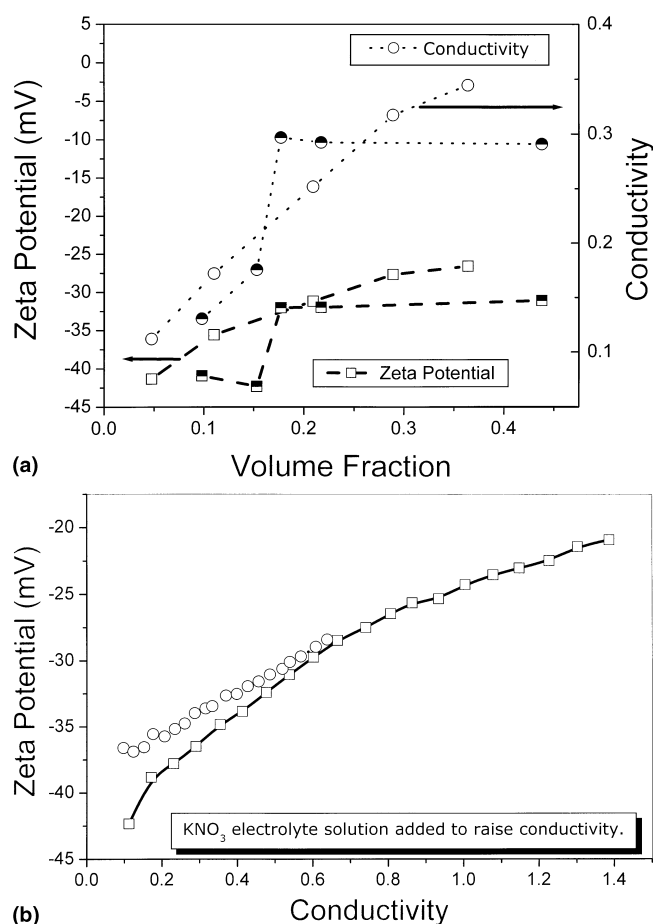 5
0
-5
-10
-15
-20
-25
-30
-35
-40
-45
Zeta Potential (mV)
0.4
0.3
0.2
0.1
Conductivity
Conductivity
Zeta Potential
0.0 0.1 0.2 0.3 0.4
(a) Volume Fraction
-20
-25
-30
-35
-40
-45
Zeta Potential (mV)
KNO3 electrolyte solution added to raise conductivity.
0.0 0.2 0.4 0.6 0.8 1.0 1.2 1.4
(b) Conductivity